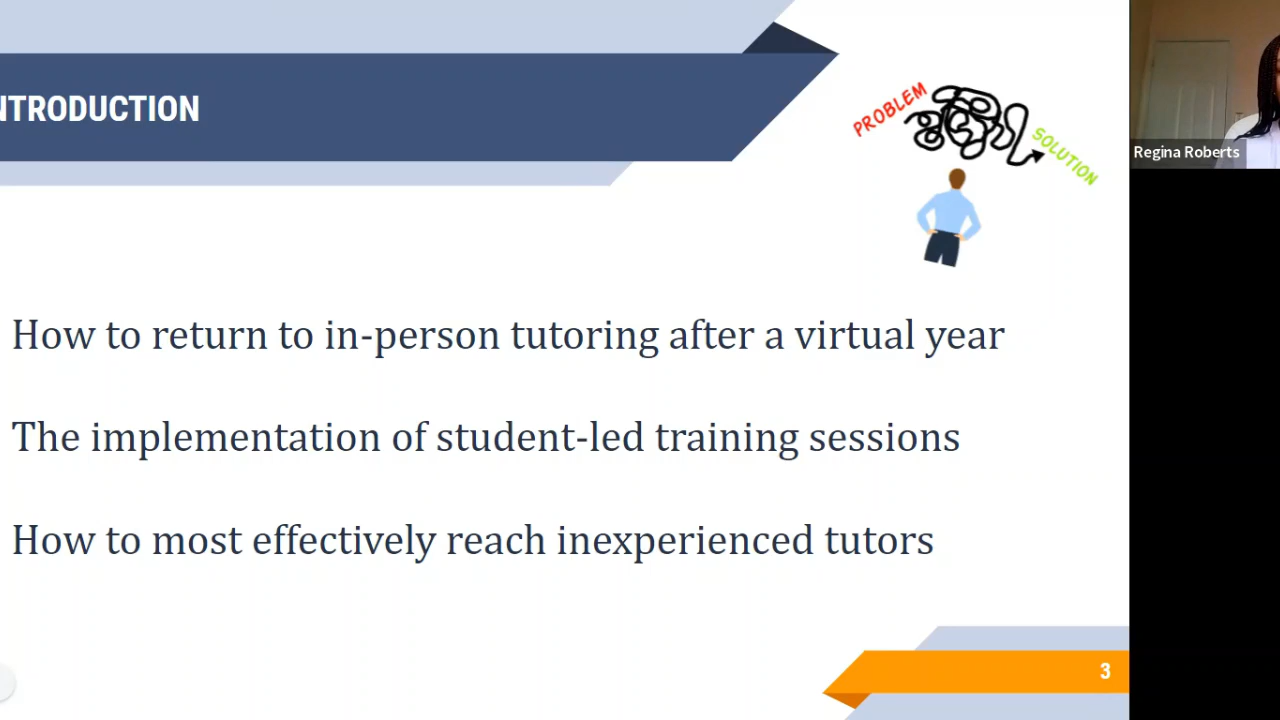 NTRODUCTION
PROBLEM
SOLUTION
Regina Roberts
How to return to in-person tutoring after a virtual year
The implementation of student-led training sessions
How to most effectively reach inexperienced tutors
3